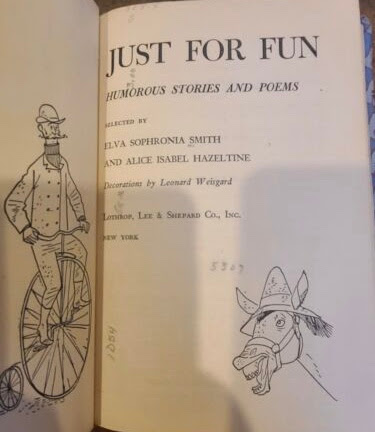 JUST FOR FUN
HUMOROUS STORIES AND POEMS
SELECTED BY
ELVA SOPHRONIA SMITH
AND ALICE ISABEL HAZELTINE
Decorations by Leonard Weisgard
LOTHROP, LEE & SHEPARD CO., INC.
NEW YORK